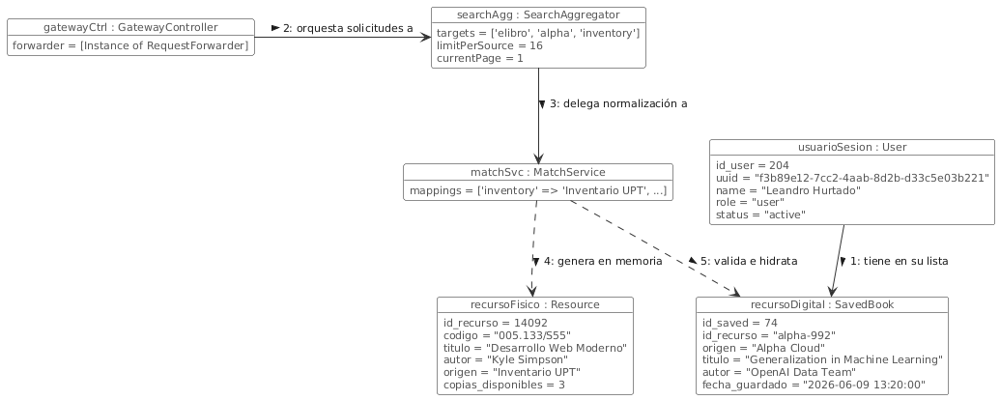 gatewayCtrl : GatewayController
forwarder = [Instance of RequestForwarder]
2: orquesta solicitudes a
searchAgg : SearchAggregator
targets = ['elibro', 'alpha', 'inventory']
limitPerSource = 16
currentPage = 1
3: delega normalización a
matchSvc : MatchService
mappings = ['inventory' => 'Inventario UPT', ...]
usuarioSesion : User
id_user = 204
uuid = "f3b89e12-7cc2-4aab-8d2b-d33c5e03b221"
name = "Leandro Hurtado"
role = "user"
status = "active"
4: genera en memoria
5: valida e hidrata
1: tiene en su lista
recursoFisico : Resource
id_recurso = 14092
codigo = "005.133/S55"
titulo = "Desarrollo Web Moderno"
autor = "Kyle Simpson"
origen = "Inventario UPT"
copias_disponibles = 3
recursoDigital : SavedBook
id_saved = 74
id_recurso = "alpha-992"
origen = "Alpha Cloud"
titulo = "Generalization in Machine Learning"
autor = "OpenAI Data Team"
fecha_guardado = "2026-06-09 13:20:00"